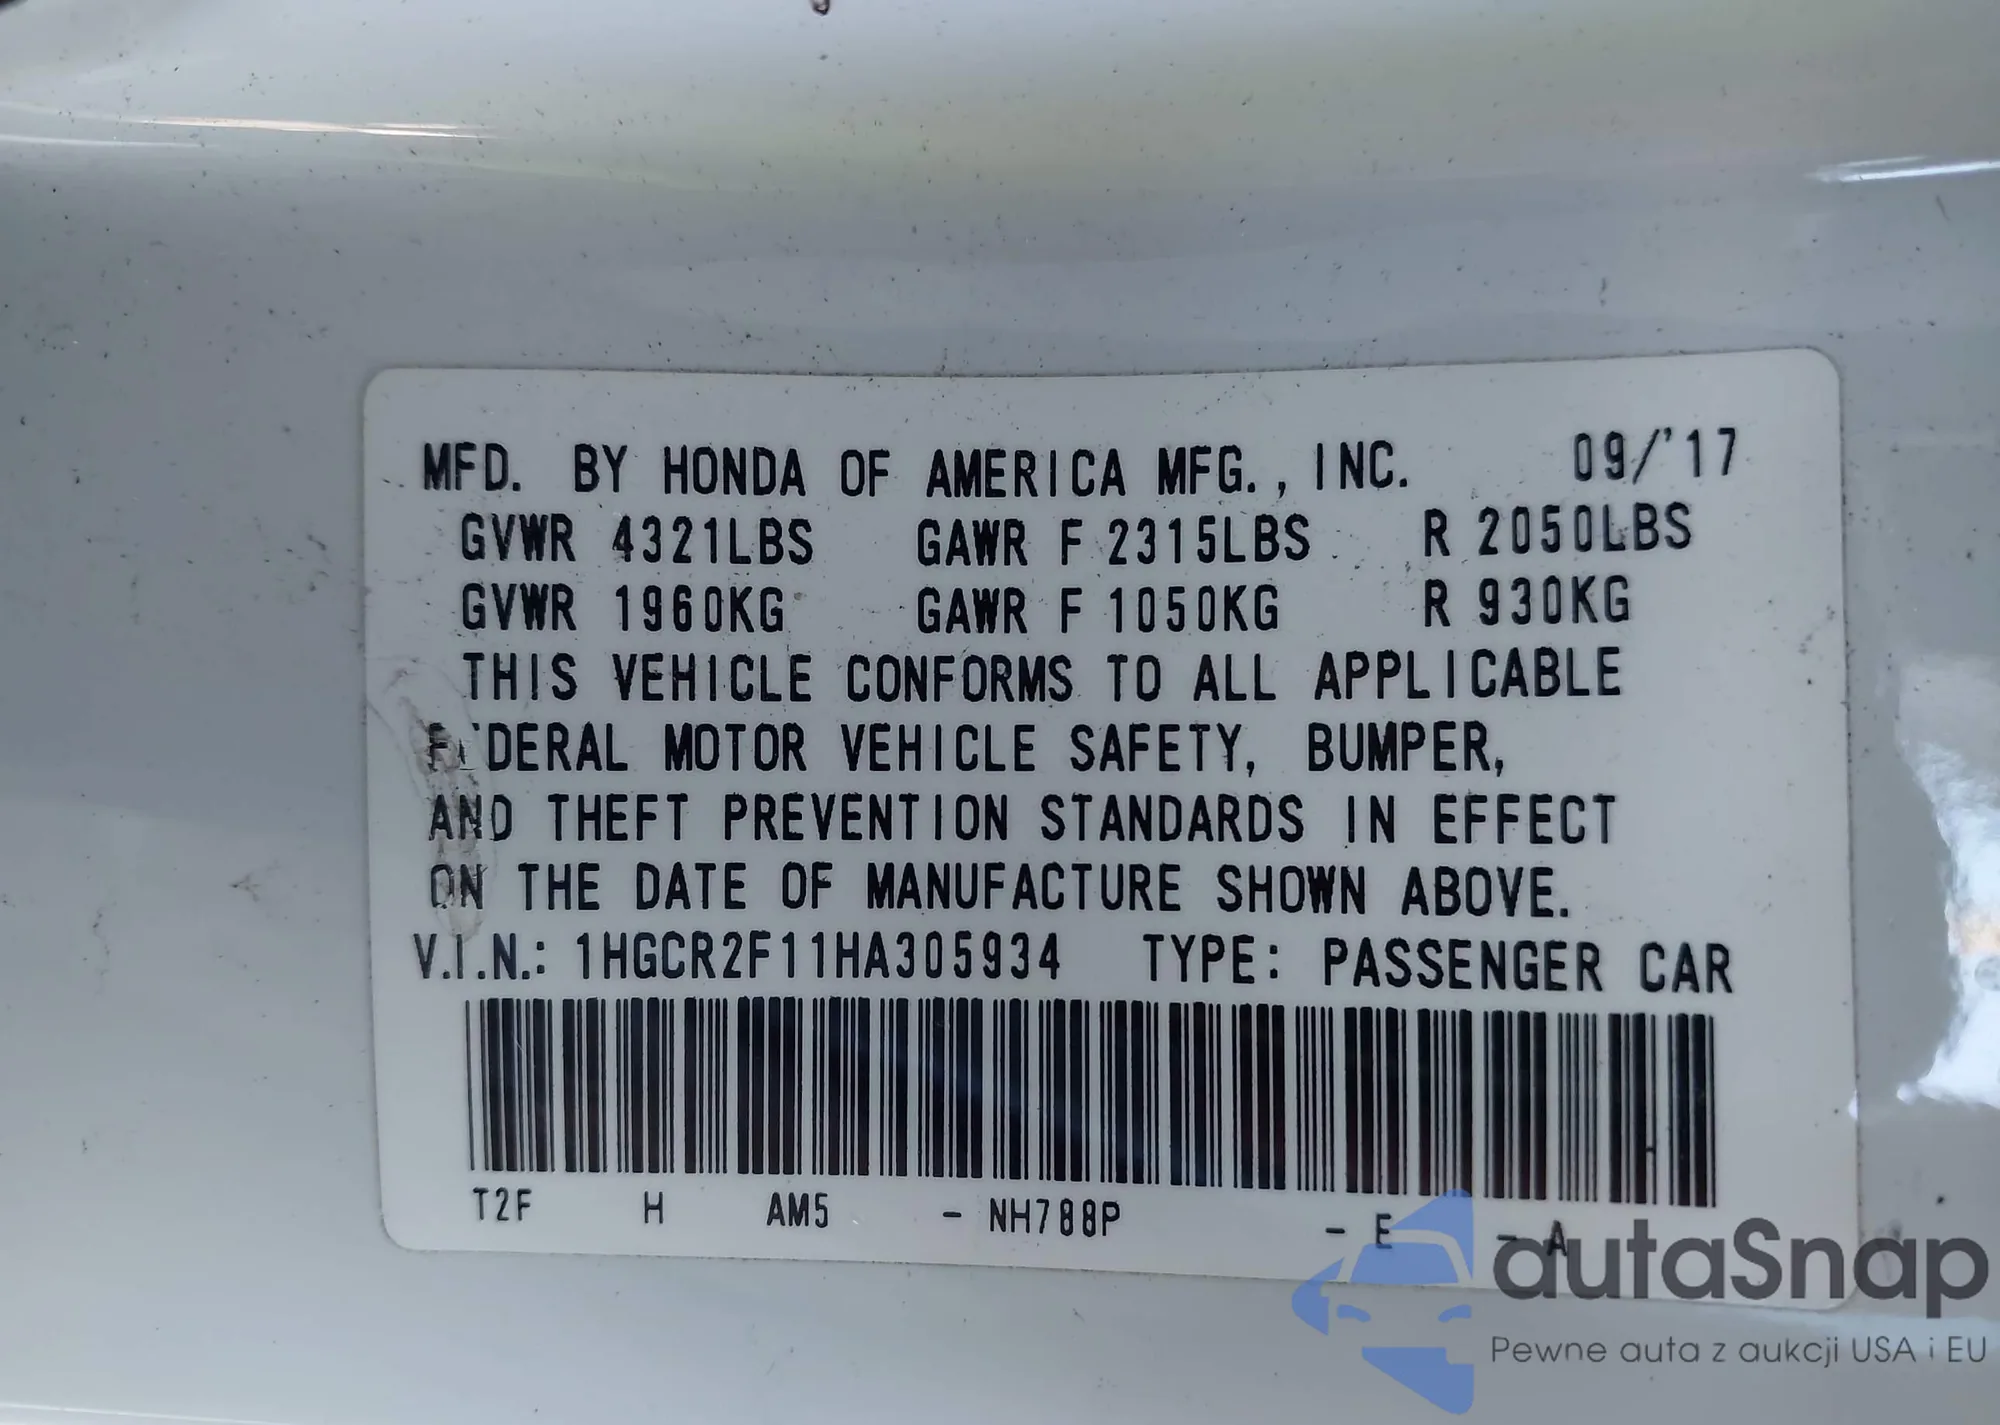 MFD. BY HONDA OF AMERICA MFG., INC. 09/'17
GVWR 4321LBS GAWR F 2315LBS R 2050LBS
GVWR 1960KG GAWR F 1050KG R 930KG
THIS VEHICLE CONFORMS TO ALL APPLICABLE
FEDERAL MOTOR VEHICLE SAFETY, BUMPER,
AND THEFT PREVENTION STANDARDS IN EFFECT
ON THE DATE OF MANUFACTURE SHOWN ABOVE.
V.I.N.: 1HGCR2F11HA305934 TYPE: PASSENGER CAR
T2F H AM5 - NH788P - E - A
autaSnap
Pewne auta z aukcji USA i EU